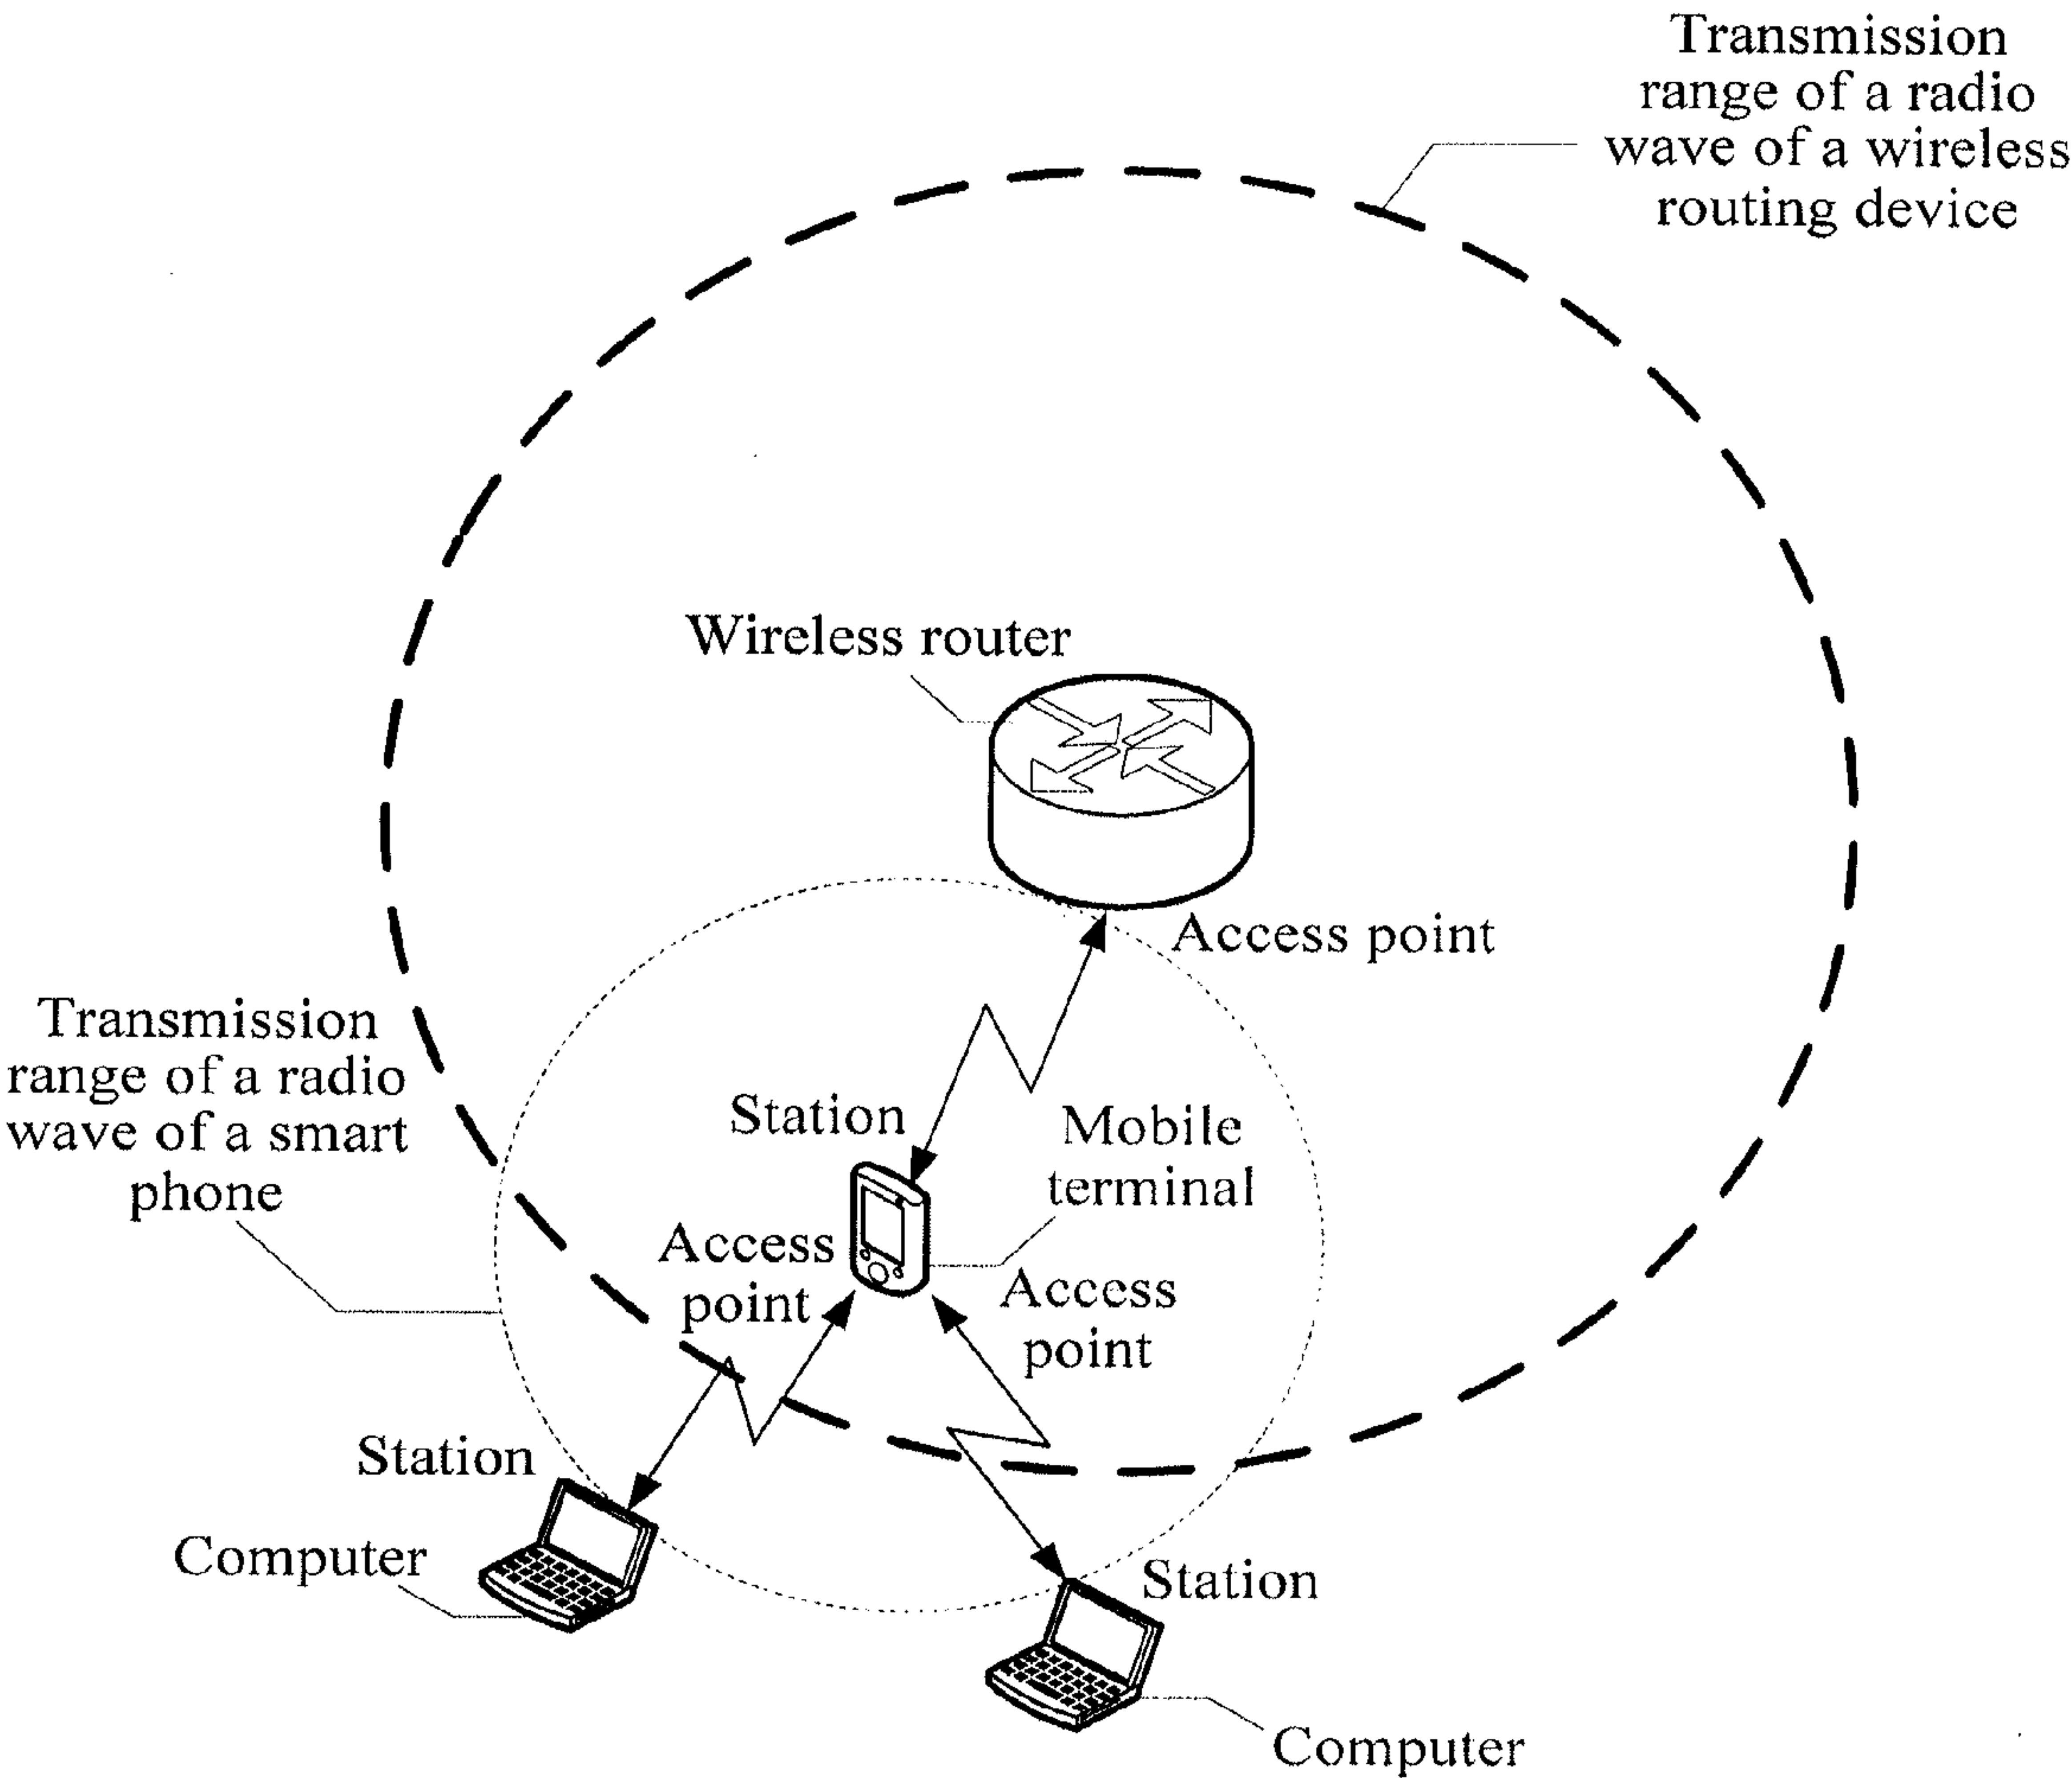 Transmission
range of a radio
wave of a wireless
routing device
Wireless router
Access point
Transmission
range of a radio
wave of a smart
phone
Station
Mobile
terminal
Access
point
Access
point
Station
Computer
Station
Computer